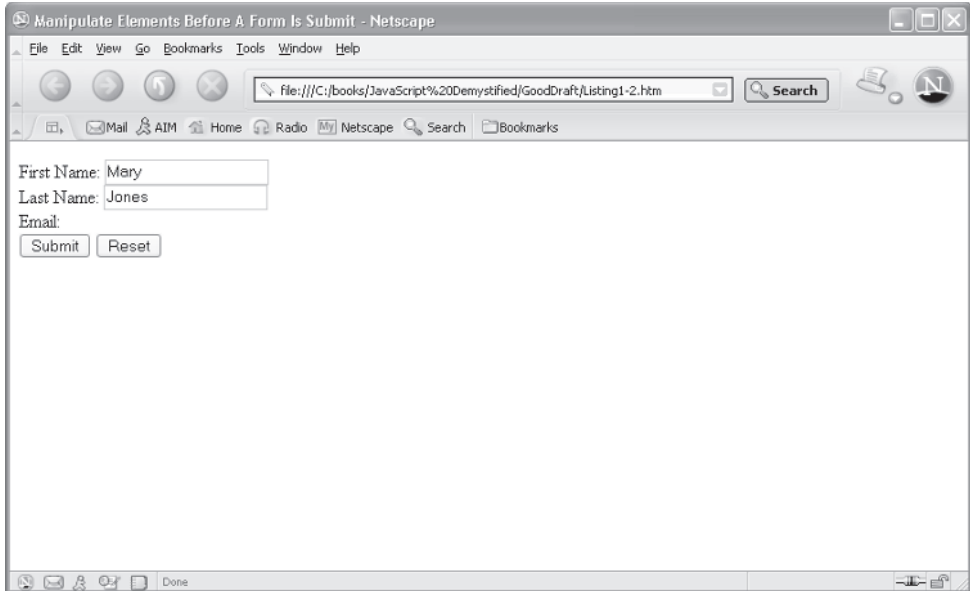 Manipulate Elements Before A Form Is Submit - Netscape
File Edit View Go Bookmarks Tools Window Help
file:///C:/books/JavaScript%20Demystified/GoodDraft/Listing1-2.htm Search N
Mail AIM Home Radio My Netscape Search Bookmarks
First Name: Mary
Last Name: Jones
Email:
Submit Reset
Done